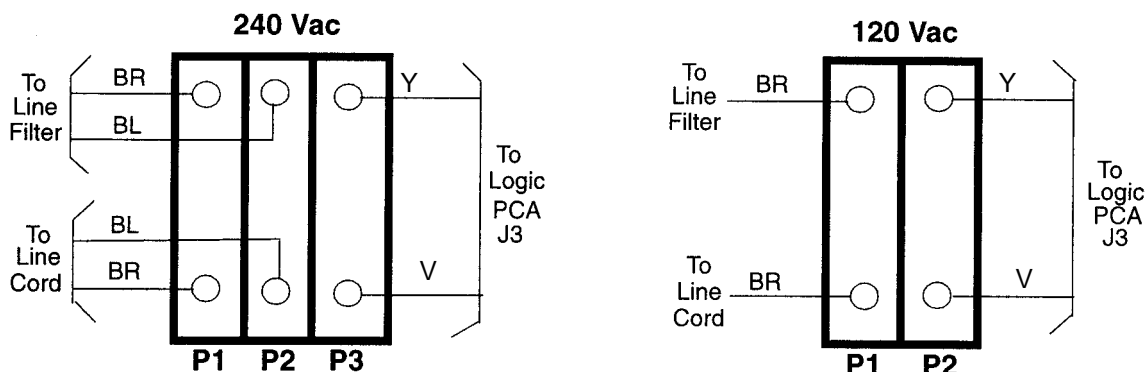 240 Vac
To
Line
Filter
BR
BL
Y
To
Line
Cord
BL
BR
V
To
Logic
PCA
J3
P1 P2 P3
120 Vac
To
Line
Filter
BR
Y
To
Line
Cord
BR
V
To
Logic
PCA
J3
P1 P2